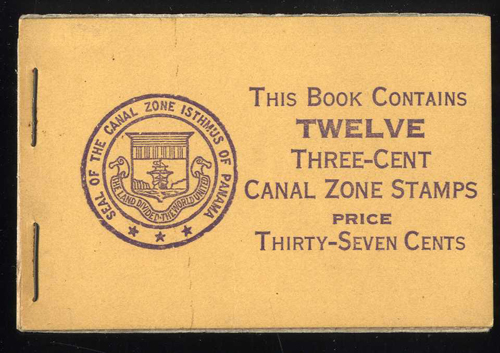 SEAL OF THE CANAL ZONE ISTHMUS OF PANAMA
THE LAND DIVIDED·THE WORLD UNITED
THIS BOOK CONTAINS
TWELVE
THREE-CENT
CANAL ZONE STAMPS
PRICE
THIRTY-SEVEN CENTS